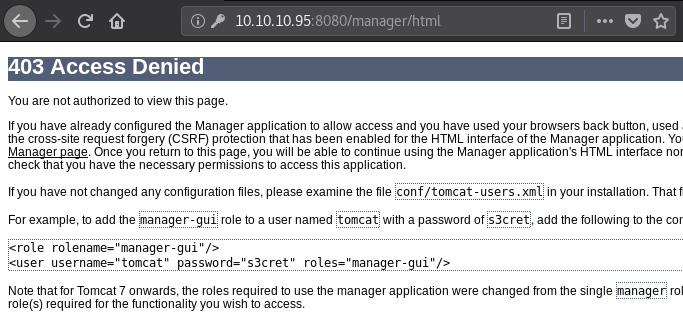 10.10.10.95:8080/manager/html
403 Access Denied
You are not authorized to view this page.
If you have already configured the Manager application to allow access and you have used your browsers back button, used
the cross-site request forgery (CSRF) protection that has been enabled for the HTML interface of the Manager application. You
Manager page. Once you return to this page, you will be able to continue using the Manager application's HTML interface nor
check that you have the necessary permissions to access this application.
If you have not changed any configuration files, please examine the file conf/tomcat-users.xml in your installation. That f
For example, to add the manager-gui role to a user named tomcat with a password of s3cret, add the following to the con
<role rolename="manager-gui"/>
<user username="tomcat" password="s3cret" roles="manager-gui"/>
Note that for Tomcat 7 onwards, the roles required to use the manager application were changed from the single manager rol
role(s) required for the functionality you wish to access.